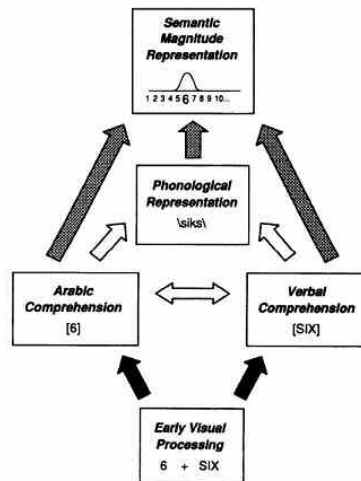 Semantic
Magnitude
Representation
1 2 3 4 5 6 7 8 9 10...
Phonological
Representation
\siks\
Arabic
Comprehension
[6]
Verbal
Comprehension
[SIX]
Early Visual
Processing
6 + SIX